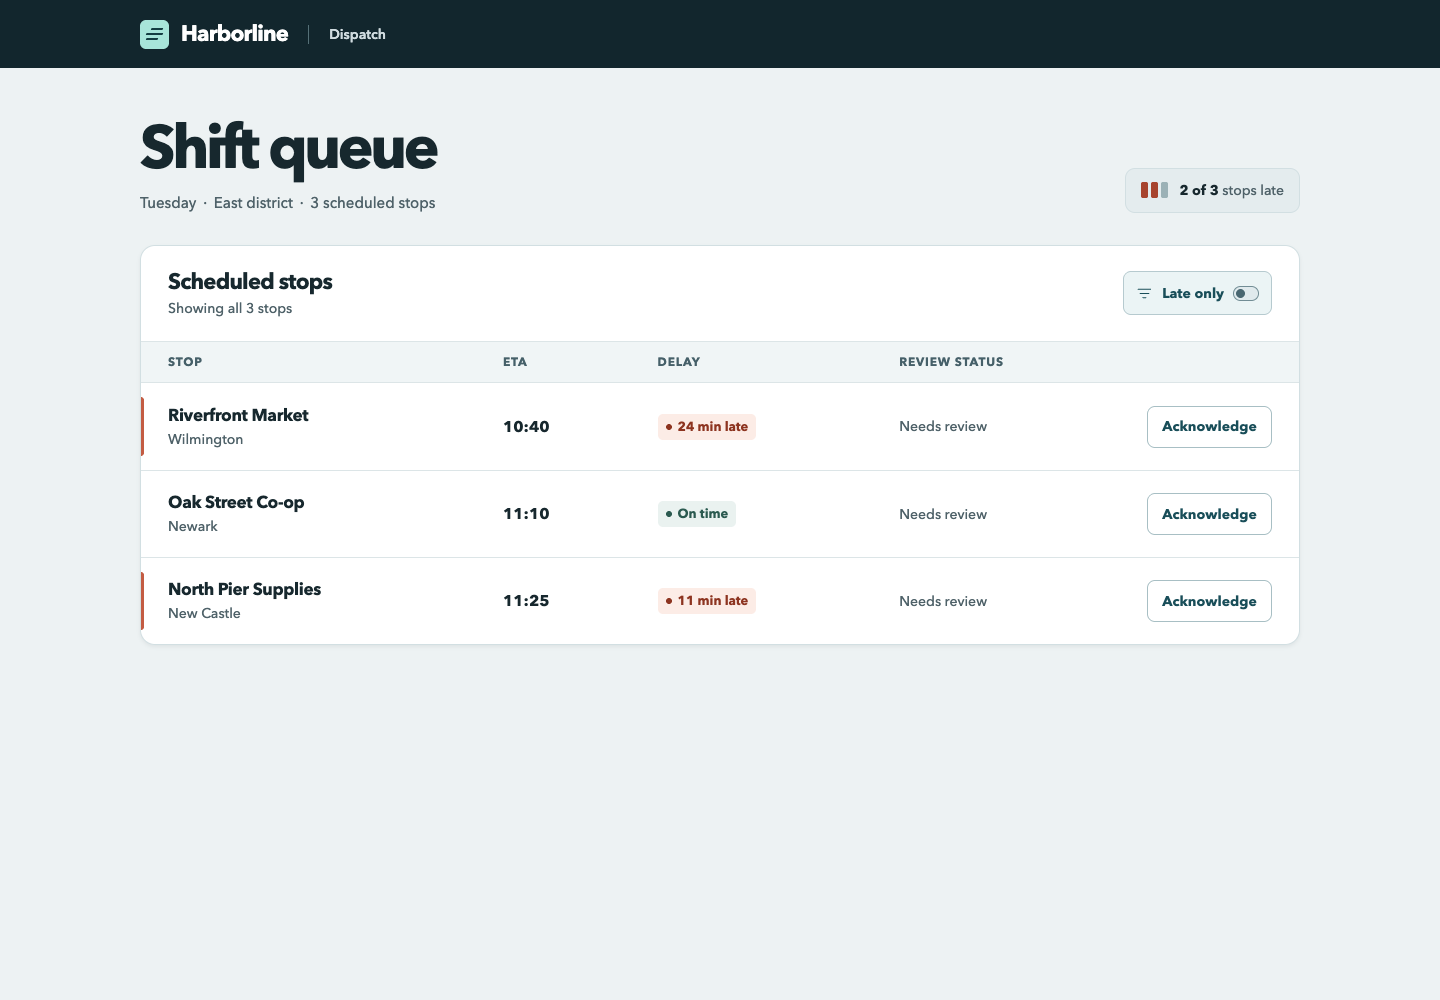 Harborline
Dispatch
Shift queue
Tuesday · East district · 3 scheduled stops
2 of 3 stops late
Scheduled stops
Showing all 3 stops
Late only
STOP ETA DELAY REVIEW STATUS
Riverfront Market
Wilmington
10:40
24 min late
Needs review
Acknowledge
Oak Street Co-op
Newark
11:10
On time
Needs review
Acknowledge
North Pier Supplies
New Castle
11:25
11 min late
Needs review
Acknowledge